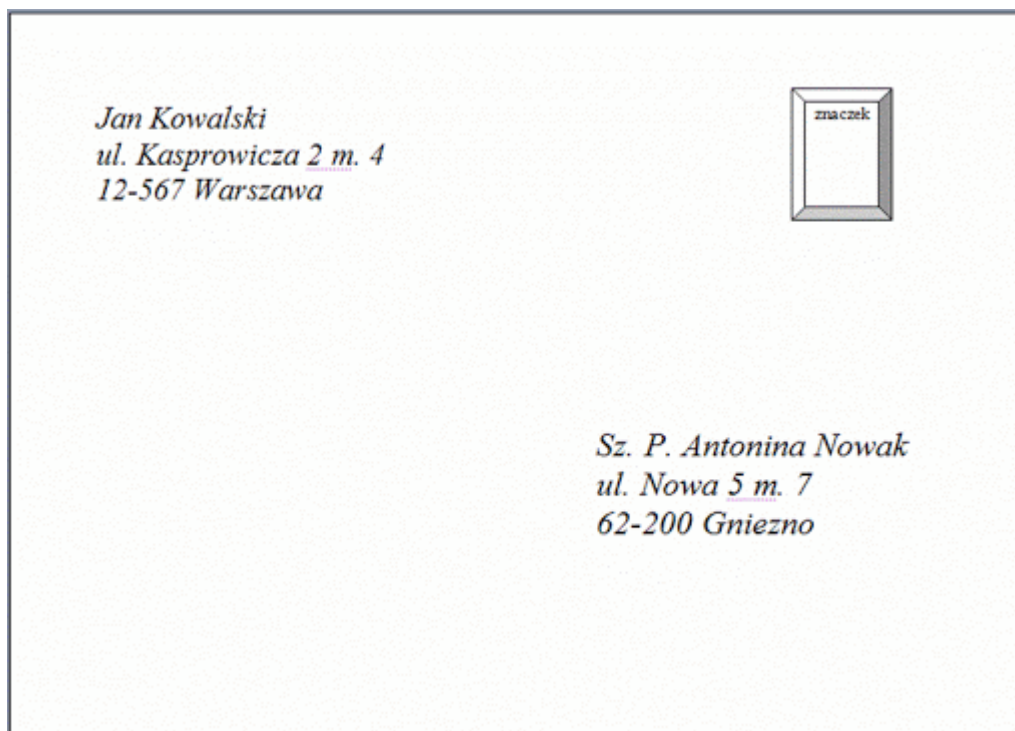 Jan Kowalski
ul. Kasprowicza 2 m. 4
12-567 Warszawa
znaczek
Sz. P. Antonina Nowak
ul. Nowa 5 m. 7
62-200 Gniezno